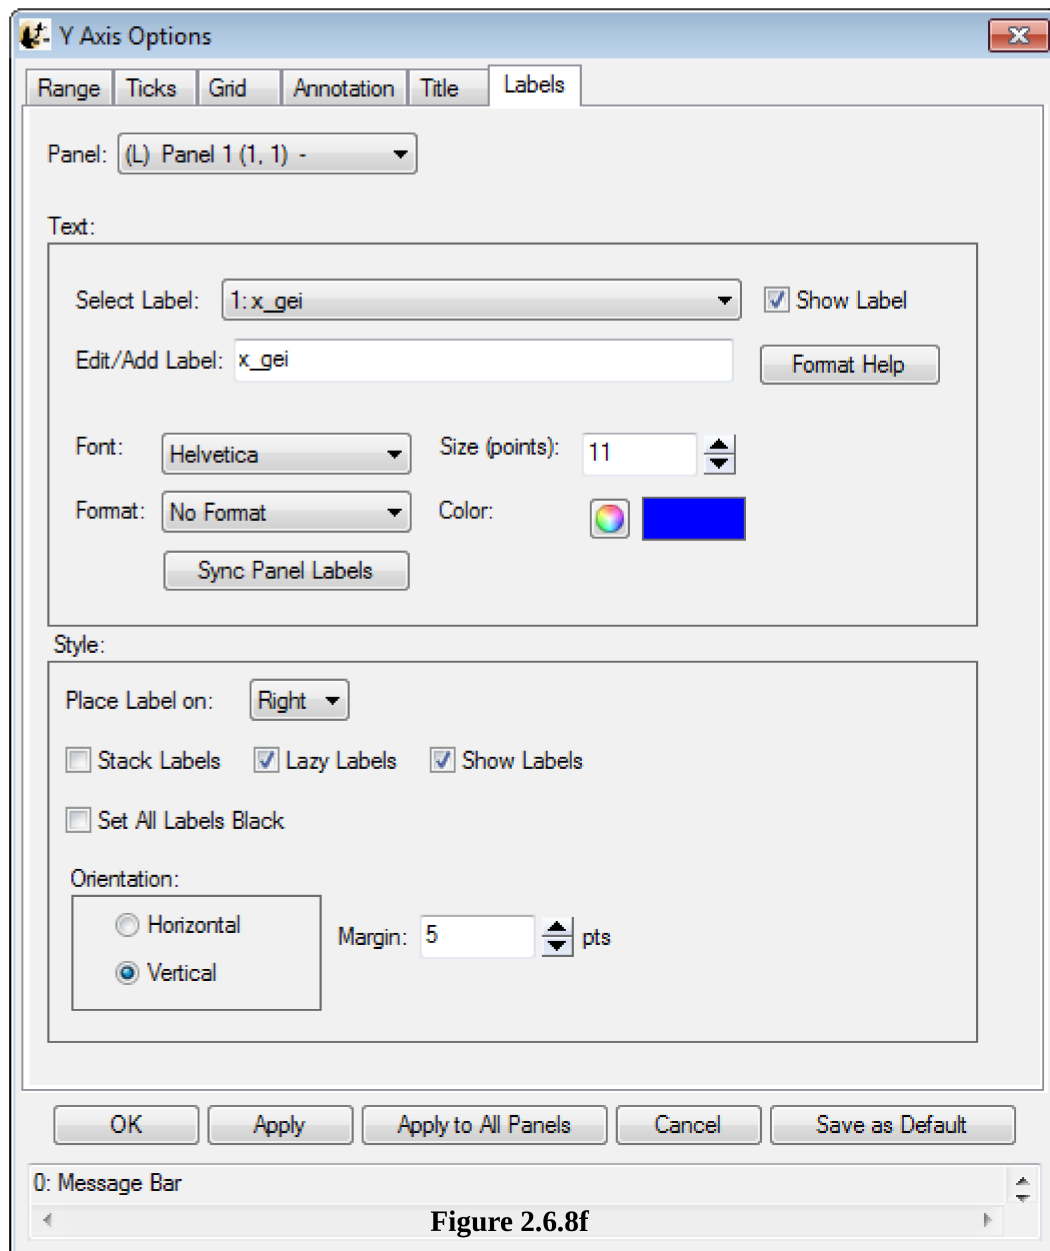 Y Axis Options
Range Ticks Grid Annotation Title Labels
Panel: (L) Panel 1 (1, 1) -
Text:
Select Label: 1: x_gei Show Label
Edit/Add Label: x_gei Format Help
Font: Helvetica Size (points): 11
Format: No Format Color:
Sync Panel Labels
Style:
Place Label on: Right
Stack Labels Lazy Labels Show Labels
Set All Labels Black
Orientation:
Horizontal
Margin: 5 pts
Vertical
OK Apply Apply to All Panels Cancel Save as Default
0: Message Bar
Figure 2.6.8f